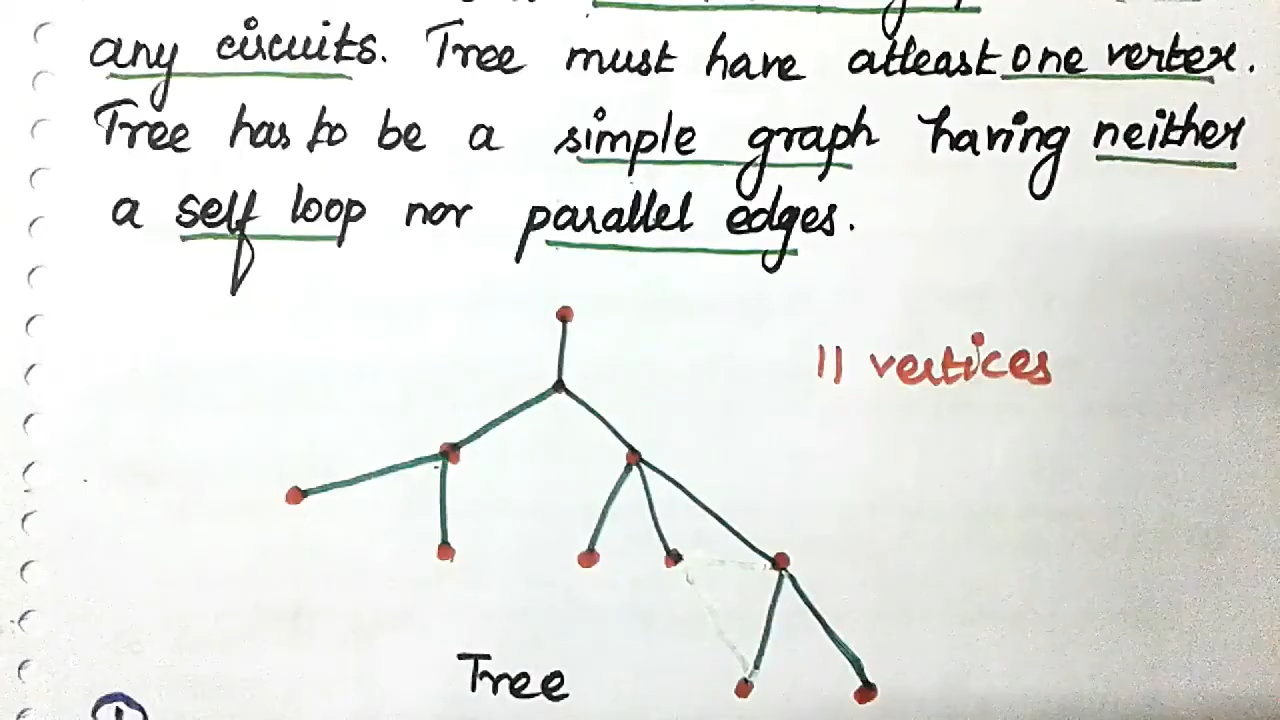 any circuits. Tree must have atleast one vertex.
Tree has to be a simple graph having neither
a self loop nor parallel edges.
11 vertices
Tree